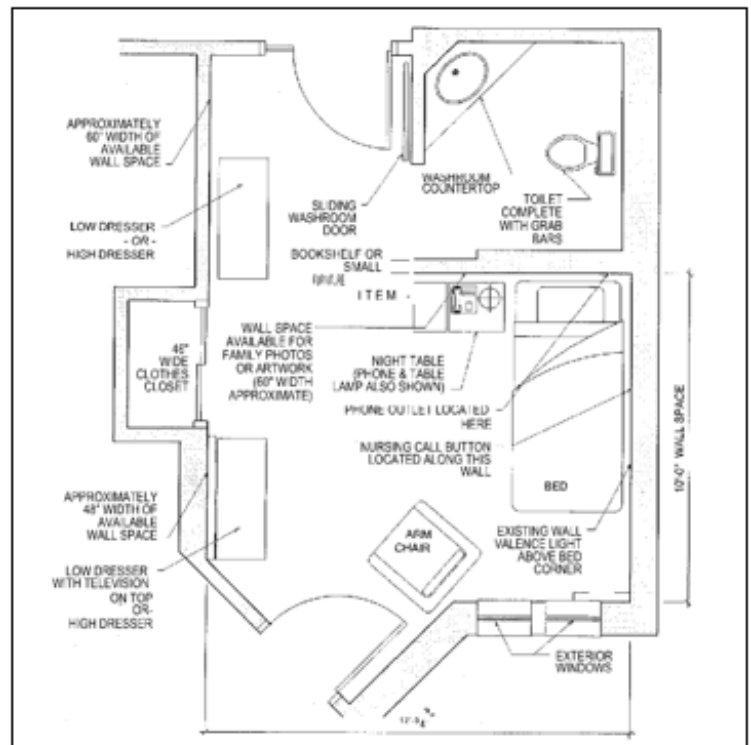 APPROXIMATELY
60" WIDTH OF
AVAILABLE
WALL SPACE
LOW DRESSER
- OR -
HIGH DRESSER
SLIDING
WASHROOM
DOOR
WASHROOM
COUNTERTOP
TOILET
COMPLETE
WITH GRAB
BARS
BOOKSHELF OR
SMALL
ITEM -
WALL SPACE
AVAILABLE FOR
FAMILY PHOTOS
OR ARTWORK
(60" WIDTH
APPROXIMATE)
46"
WIDE
CLOTHES
CLOSET
NIGHT TABLE
(PHONE & TABLE
LAMP ALSO SHOWN)
PHONE OUTLET LOCATED
HERE
NURSING CALL BUTTON
LOCATED ALONG THIS
WALL
BED
10'-0" WALL SPACE
APPROXIMATELY
48" WIDTH OF
AVAILABLE
WALL SPACE
ARM
CHAIR
EXISTING WALL
VALENCE LIGHT
ABOVE BED
CORNER
LOW DRESSER
WITH TELEVISION
ON TOP
OR-
HIGH DRESSER
EXTERIOR
WINDOWS